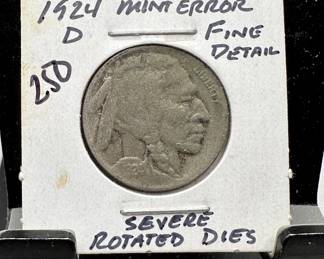 1924 MINT ERROR
D FINE
DETAIL
250
LIBERTY
SEVERE
ROTATED DIES